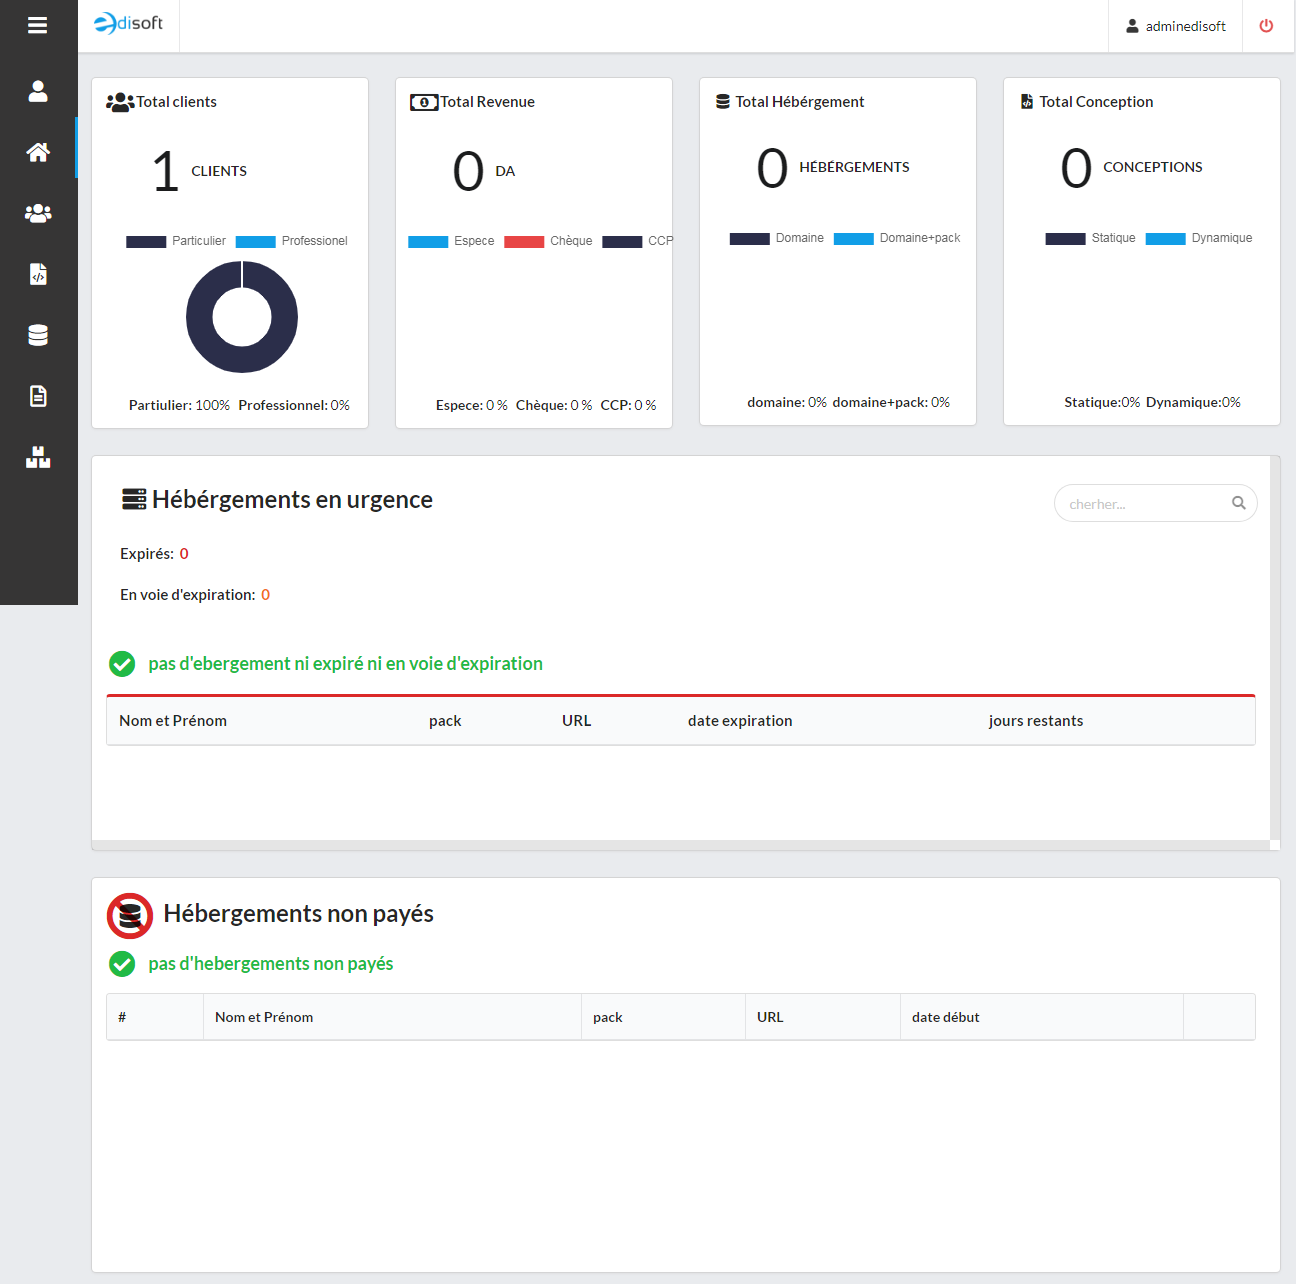 edisoft
adminedisoft
Total clients
1 CLIENTS
Particulier Professionel
Partiulier: 100% Professionnel: 0%
Total Revenue
0 DA
Espece Chèque CCP
Espece: 0 % Chèque: 0 % CCP: 0 %
Total Hébérgement
0 HÉBÉRGEMENTS
Domaine Domaine+pack
domaine: 0% domaine+pack: 0%
Total Conception
0 CONCEPTIONS
Statique Dynamique
Statique:0% Dynamique:0%
Hébérgements en urgence
cherher...
Expirés: 0
En voie d'expiration: 0
pas d'ebergement ni expiré ni en voie d'expiration
Nom et Prénom pack URL date expiration jours restants
Hébergements non payés
pas d'hebergements non payés
# Nom et Prénom pack URL date début